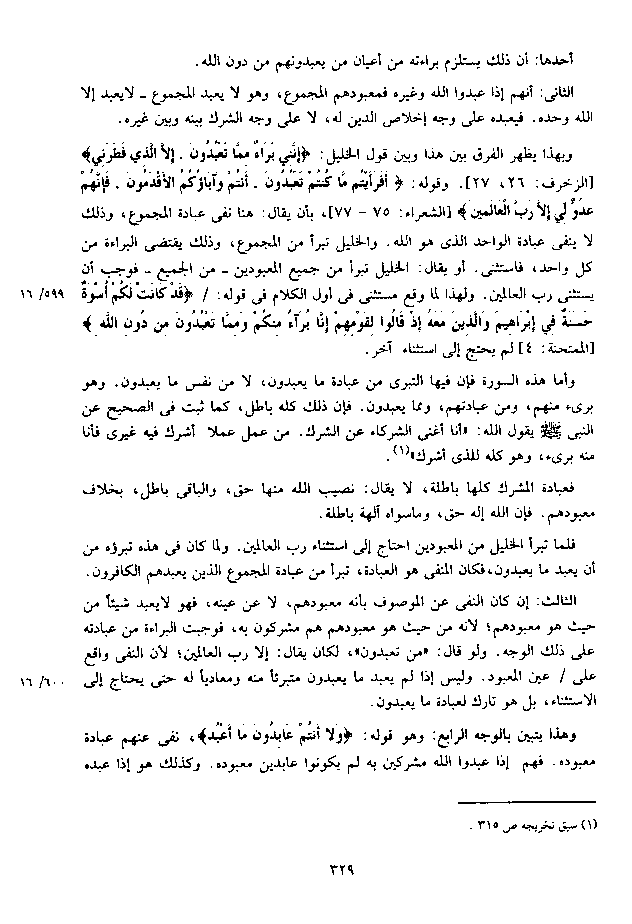 أحدها: أن ذلك يستلزم براءته من أعيان من يعبدونهم من دون الله.
الثانى: أنهم إذا عبدوا الله وغيره فمعبودهم المجموع، وهو لا يعبد المجموع ـ لايعبد إلا
الله وحده. فيعبده على وجه إخلاص الدين له، لا على وجه الشرك بينه وبين غيره.
وبهذا يظهر الفرق بين هذا وبين قول الخليل: ﴿إِنَّنِي بَرَاءٌ مِّمَّا تَعْبُدُونَ . إِلاَّ الَّذِي فَطَرَنِي﴾
[الزخرف: ٢٦، ٢٧]. وقوله: ﴿ أَفَرَأَيْتُم مَّا كُنتُمْ تَعْبُدُونَ . أَنتُمْ وَآبَاؤُكُمُ الأَقْدَمُونَ . فَإِنَّهُمْ
عَدُوٌّ لِّي إِلاَّ رَبَّ الْعَالَمِينَ ﴾ [الشعراء: ٧٥ – ٧٧]، بأن يقال: هنا نفى عبادة المجموع، وذلك
لا ينفى عبادة الواحد الذى هو الله. والخليل تبرأ من المجموع، وذلك يقتضى البراءة من
كل واحد، فاستثنى. أو يقال: الخليل تبرأ من جميع المعبودين ـ من الجميع ـ فوجب أن
يستثنى رب العالمين. ولهذا لما وقع مستثنى فى أول الكلام فى قوله: / ﴿قَدْ كَانَتْ لَكُمْ أُسْوَةٌ ١٦/٥٩٩
حَسَنَةٌ فِي إِبْرَاهِيمَ وَالَّذِينَ مَعَهُ إِذْ قَالُوا لِقَوْمِهِمْ إِنَّا بُرَآءُ مِنكُمْ وَمِمَّا تَعْبُدُونَ مِن دُونِ اللَّهِ ﴾
[الممتحنة: ٤] لم يحتج إلى استثناء آخر.
وأما هذه السورة فإن فيها التبرى من عبادة ما يعبدون، لا من نفس ما يعبدون. وهو
برىء منهم، ومن عبادتهم، ومما يعبدون. فإن ذلك كله باطل، كما ثبت فى الصحيح عن
النبى ﷺ يقول الله: «أنا أغنى الشركاء عن الشرك. من عمل عملا أشرك فيه غيرى فأنا
منه برىء، وهو كله للذى أشرك»(١).
فعبادة المشرك كلها باطلة، لا يقال: نصيب الله منها حق، والباقى باطل، بخلاف
معبودهم. فإن الله إله حق، وماسواه آلهة باطلة.
فلما تبرأ الخليل من المعبودين احتاج إلى استثناء رب العالمين. ولما كان فى هذه تبرؤه من
أن يعبد ما يعبدون،فكان المنفى هو العبادة، تبرأ من عبادة المجموع الذين يعبدهم الكافرون.
الثالث: إن كان النفى عن الموصوف بأنه معبودهم، لا عن عينه، فهو لايعبد شيئاً من
حيث هو معبودهم؛ لأنه من حيث هو معبودهم هم مشركون به، فوجبت البراءة من عبادته
على ذلك الوجه. ولو قال: «من تعبدون»، لكان يقال: إلا رب العالمين؛ لأن النفى واقع
على / عين المعبود. وليس إذا لم يعبد ما يعبدون متبرئاً منه ومعادياً له حتى يحتاج إلى ١٦/٦٠٠
الاستثناء، بل هو تارك لعبادة ما يعبدون.
وهذا يتبين بالوجه الرابع: وهو قوله: ﴿وَلا أَنتُمْ عَابِدُونَ مَا أَعْبُدُ﴾، نفى عنهم عبادة
معبوده. فهم إذا عبدوا الله مشركين به لم يكونوا عابدين معبوده. وكذلك هو إذا عبده
(١) سبق تخريجه ص ٣١٥ .
٣٢٩